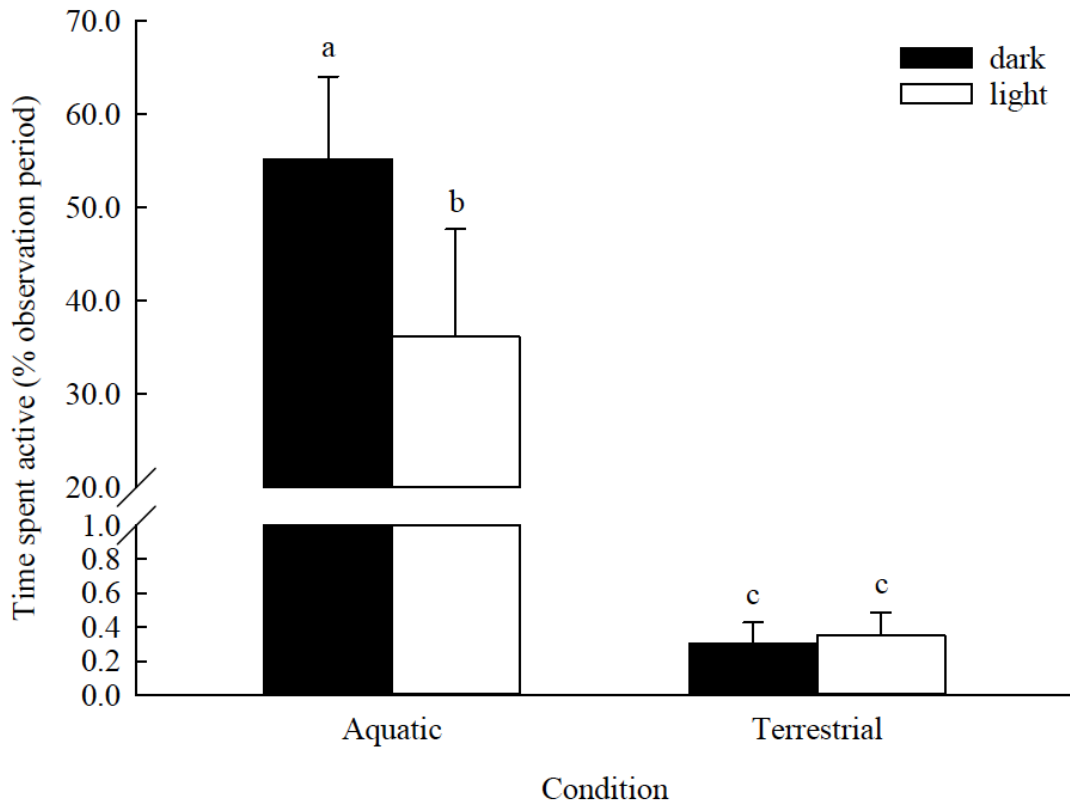 70.0
60.0
50.0
40.0
30.0
20.0
1.0
0.8
0.6
0.4
0.2
0.0
Time spent active (% observation period)
a
b
c
c
dark
light
Aquatic
Terrestrial
Condition